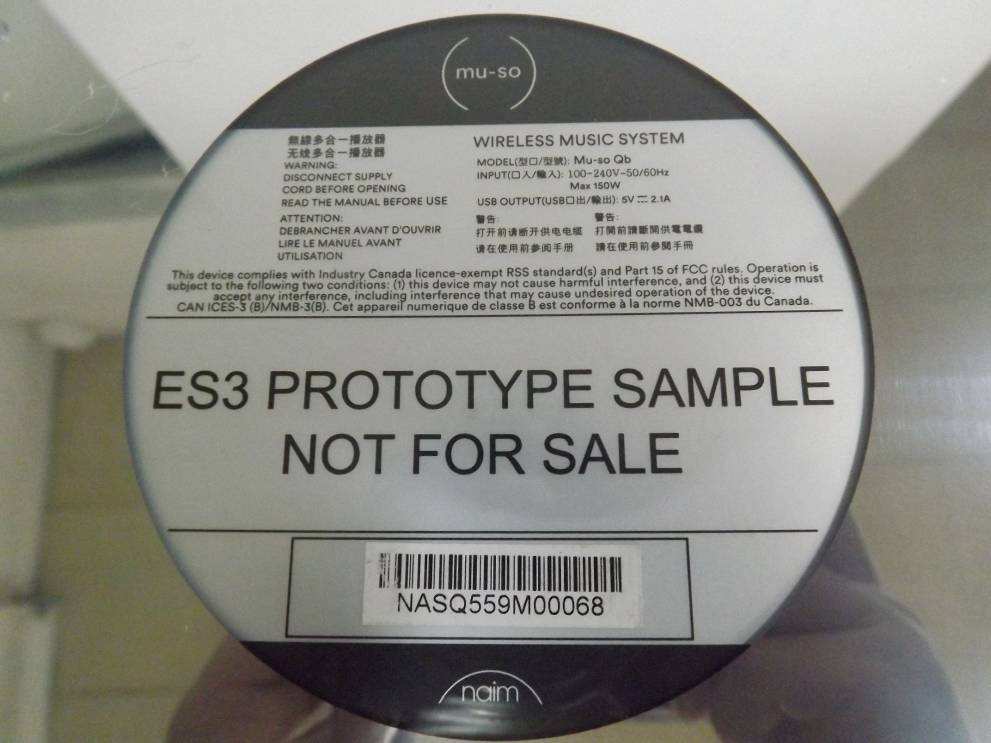 mu-so
無線多合一播放器
无线多合一播放器
WARNING:
DISCONNECT SUPPLY
CORD BEFORE OPENING
READ THE MANUAL BEFORE USE
ATTENTION:
DEBRANCHER AVANT D'OUVRIR
LIRE LE MANUEL AVANT
UTILISATION
WIRELESS MUSIC SYSTEM
MODEL(型口/型號): Mu-so Qb
INPUT(口人/輸入): 100-240V~50/60Hz
Max 150W
USB OUTPUT(USB口出/輸出): 5V ⎓ 2.1A
警告:
打开前请断开供电电缆
请在使用前参阅手册
警告:
打開前請斷開供電電纜
請在使用前參閱手冊
This device complies with Industry Canada licence-exempt RSS standard(s) and Part 15 of FCC rules. Operation is
subject to the following two conditions: (1) this device may not cause harmful interference, and (2) this device must
accept any interference, including interference that may cause undesired operation of the device.
CAN ICES-3 (B)/NMB-3(B). Cet appareil numerique de classe B est conforme à la norme NMB-003 du Canada.
ES3 PROTOTYPE SAMPLE
NOT FOR SALE
NASQ559M00068
naim